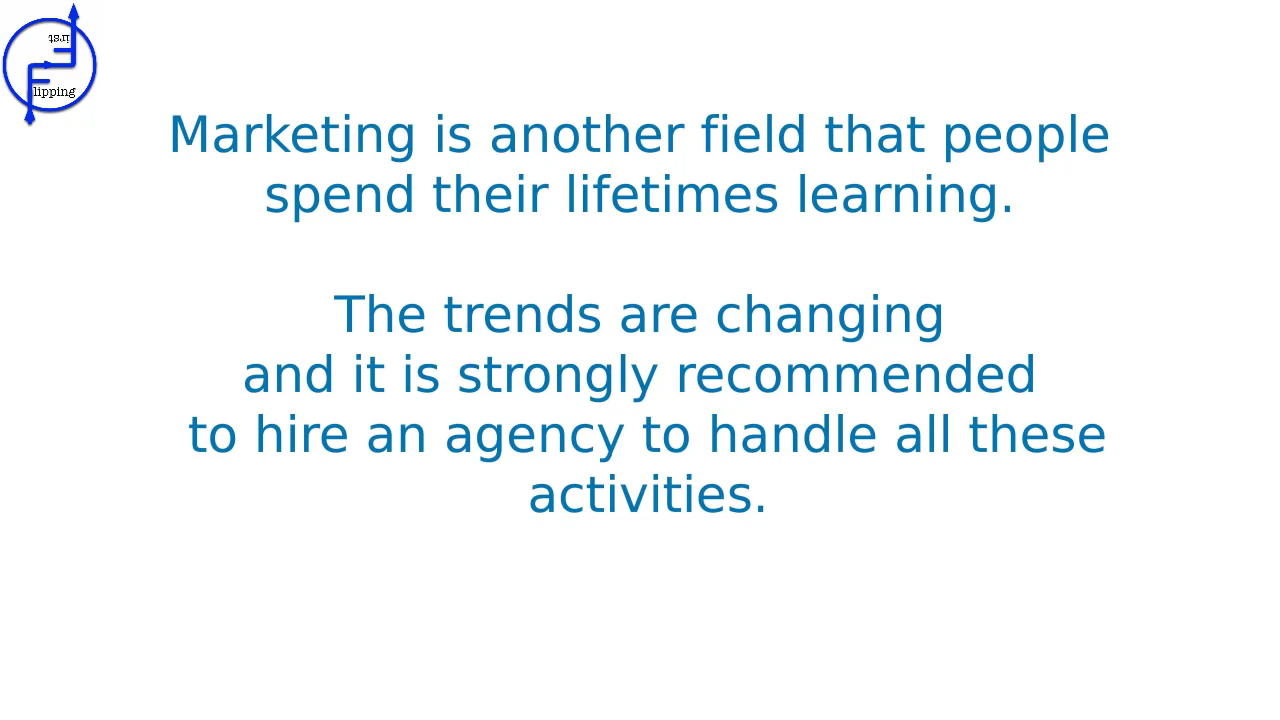 irst
lipping
Marketing is another field that people
spend their lifetimes learning.
The trends are changing
and it is strongly recommended
to hire an agency to handle all these
activities.